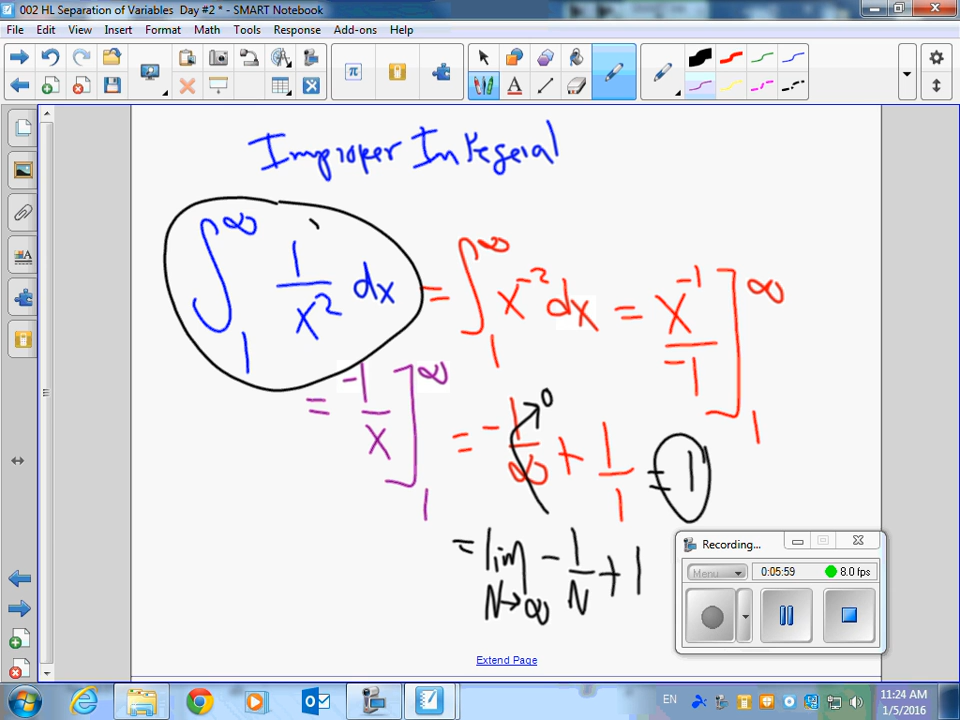 002 HL Separation of Variables Day #2 * - SMART Notebook
File Edit View Insert Format Math Tools Response Add-ons Help
Improper Integeral
∫₁^∞ 1/x² dx = ∫₁^∞ x⁻² dx = x⁻¹/-1 ]₁^∞
= -1/x ]₁^∞ = -1/∞ → 0 + 1/1 = 1
= lim N→∞ - 1/N + 1
Recording...
Menu 0:05:59 8.0 fps
Extend Page
EN 11:24 AM
1/5/2016